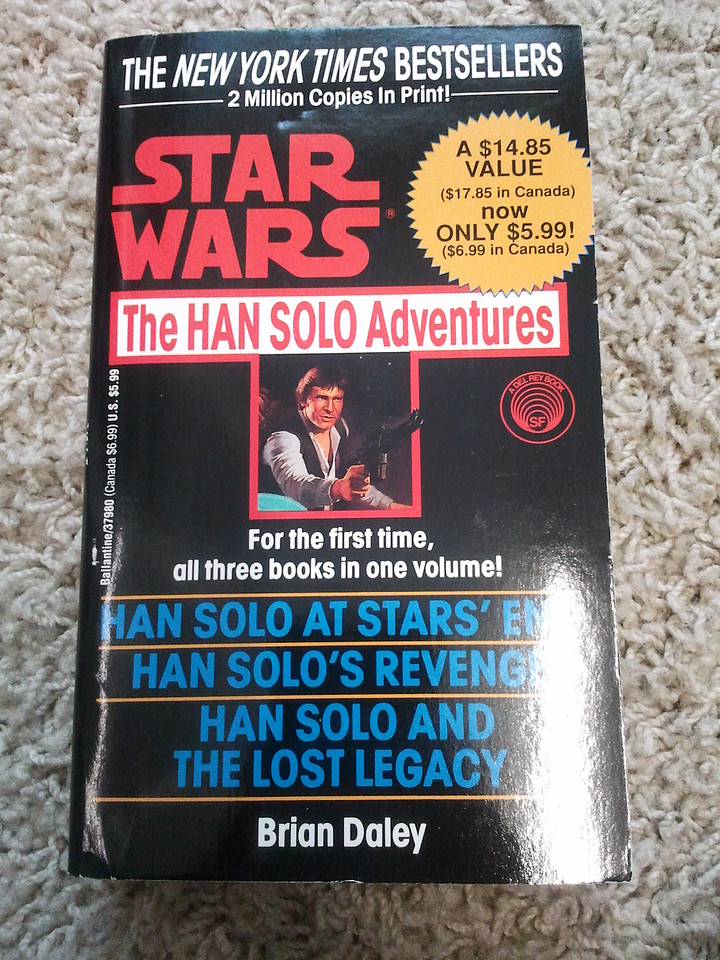 THE NEW YORK TIMES BESTSELLERS
2 Million Copies In Print!
STAR
WARS®
A $14.85
VALUE
($17.85 in Canada)
now
ONLY $5.99!
($6.99 in Canada)
The HAN SOLO Adventures
A DEL REY BOOK
SF
Ballantine/37980 (Canada $6.99) U.S. $5.99
For the first time,
all three books in one volume!
HAN SOLO AT STARS' EN
HAN SOLO'S REVENGE
HAN SOLO AND
THE LOST LEGACY
Brian Daley